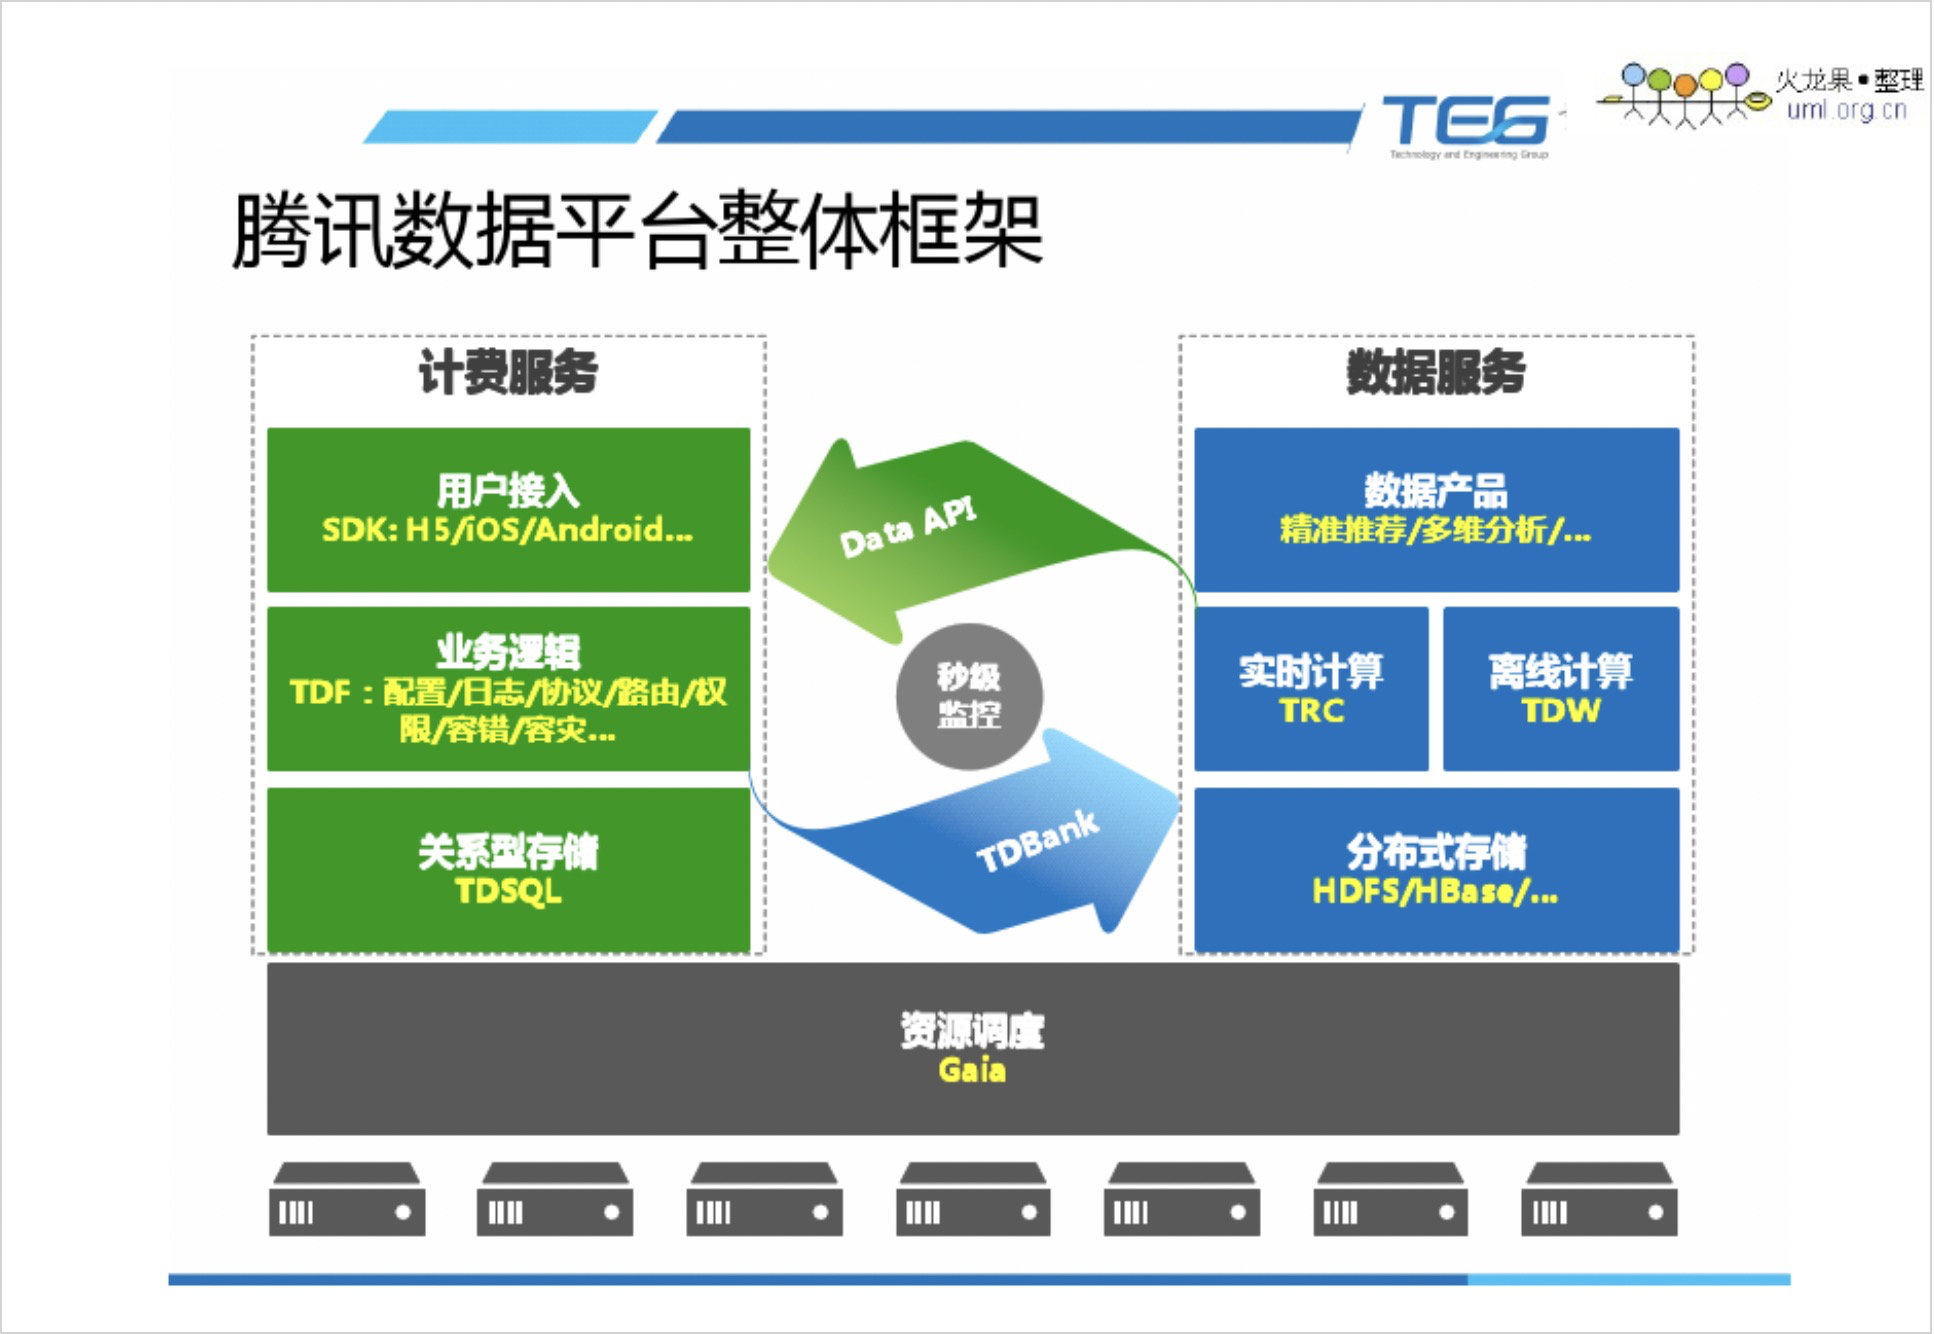 TEG
Technology and Engineering Group
火龙果•整理
uml.org.cn
腾讯数据平台整体框架
计费服务
用户接入
SDK: H5/iOS/Android...
业务逻辑
TDF：配置/日志/协议/路由/权
限/容错/容灾...
关系型存储
TDSQL
Data API
秒级
监控
TDBank
数据服务
数据产品
精准推荐/多维分析/...
实时计算
TRC
离线计算
TDW
分布式存储
HDFS/HBase/...
资源调度
Gaia